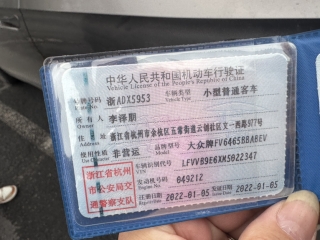 中华人民共和国机动车行驶证
Vehicle License of the People's Republic of China
号牌号码 浙ADX5953 车辆类型 小型普通客车
Plate No. Vehicle Type
所有人 李泽朋
Owner
住址 浙江省杭州市余杭区五常街道云创社区文一西路977号
Address
使用性质 非营运 品牌型号 大众牌FV6465BBAEV
Use Character Model
浙江省杭州市公安局交通警察支队
车辆识别代号 LFVVB9E6XM5022347
VIN
发动机号码 049212
Engine No.
注册日期 2022-01-05 发证日期 2022-01-05
Register Date Issue Date